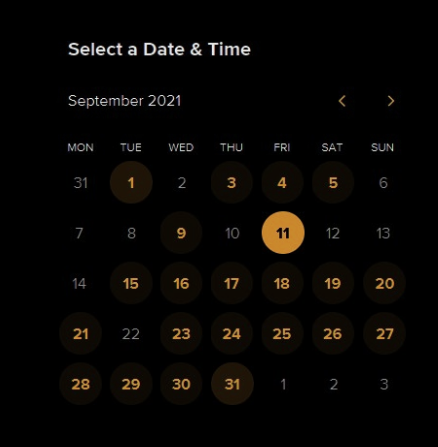 Select a Date & Time
September 2021
MON TUE WED THU FRI SAT SUN
31 1 2 3 4 5 6
7 8 9 10 11 12 13
14 15 16 17 18 19 20
21 22 23 24 25 26 27
28 29 30 31 1 2 3